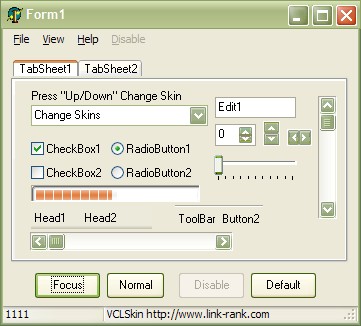 Form1
File View Help Disable
TabSheet1 TabSheet2
Press "Up/Down" Change Skin
Change Skins
Edit1
0
CheckBox1 RadioButton1
CheckBox2 RadioButton2
Head1 Head2
ToolBar Button2
Focus Normal Disable Default
1111 VCLSkin http://www.link-rank.com